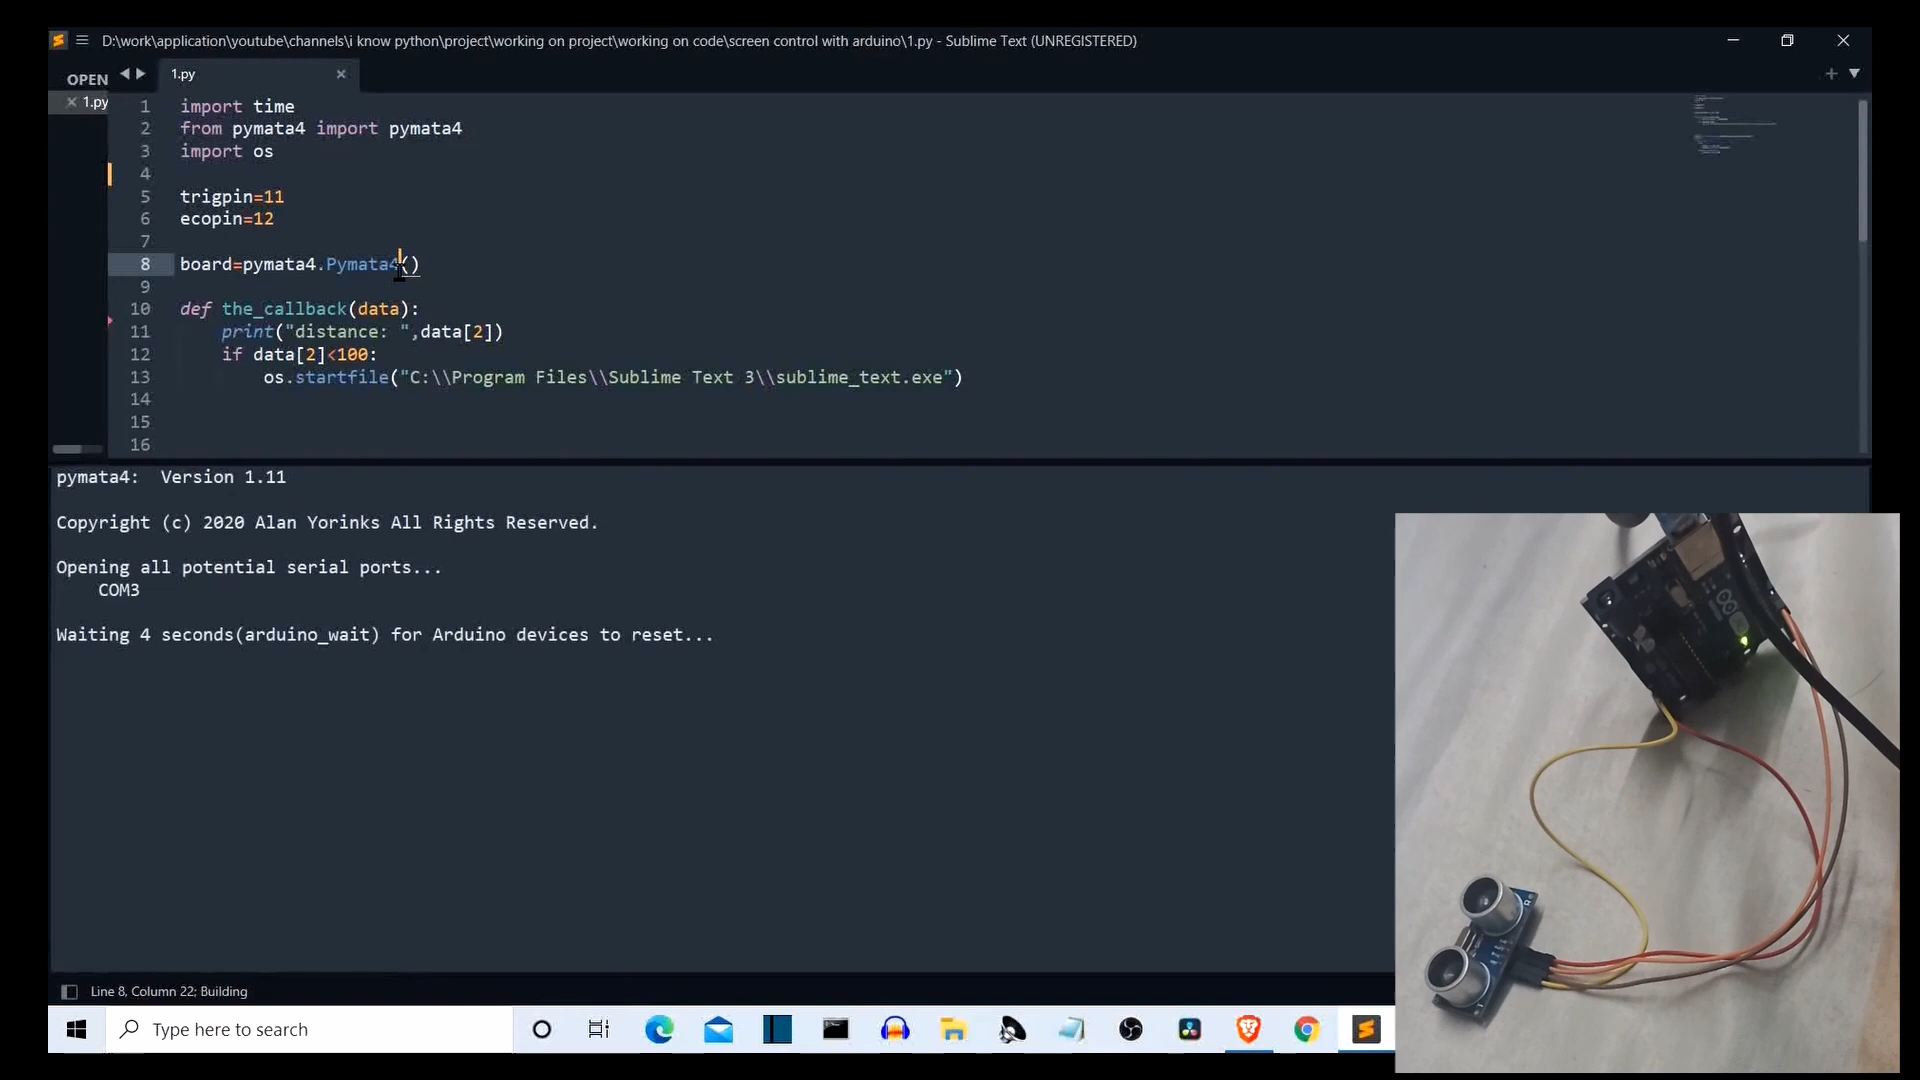 D:\work\application\youtube\channels\i know python\project\working on project\working on code\screen control with arduino\1.py - Sublime Text (UNREGISTERED)
OPEN
1.py
1.py
1 import time
2 from pymata4 import pymata4
3 import os
4
5 trigpin=11
6 ecopin=12
7
8 board=pymata4.Pymata4()
9
10 def the_callback(data):
11 print("distance: ",data[2])
12 if data[2]<100:
13 os.startfile("C:\\Program Files\\Sublime Text 3\\sublime_text.exe")
14
15
16
pymata4:  Version 1.11
Copyright (c) 2020 Alan Yorinks All Rights Reserved.
Opening all potential serial ports...
COM3
Waiting 4 seconds(arduino_wait) for Arduino devices to reset...
Line 8, Column 22; Building
Type here to search